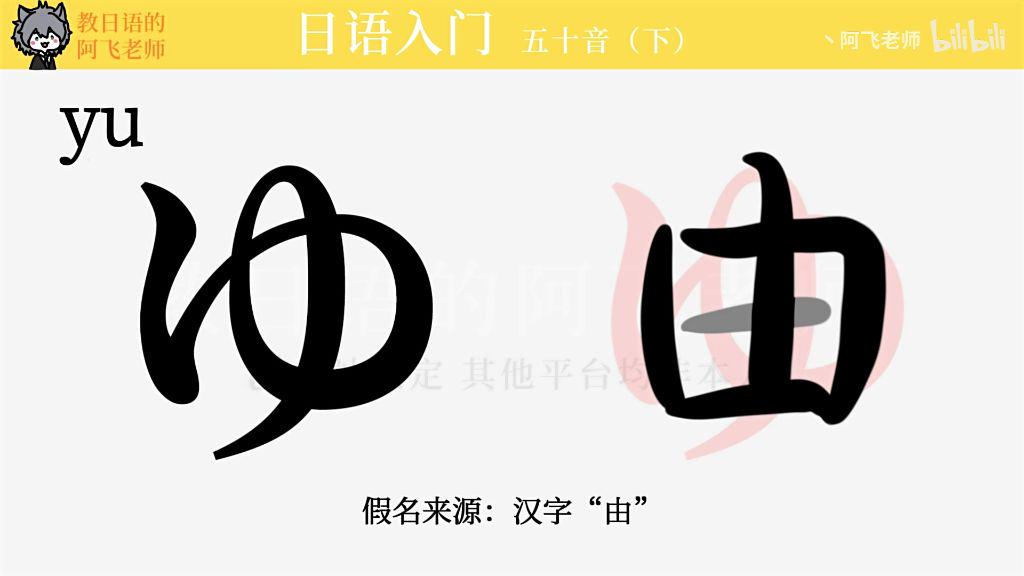 教日语的
阿飞老师
日语入门 五十音（下）
丶阿飞老师 bilibili
yu
ゆ 由
假名来源：汉字“由”